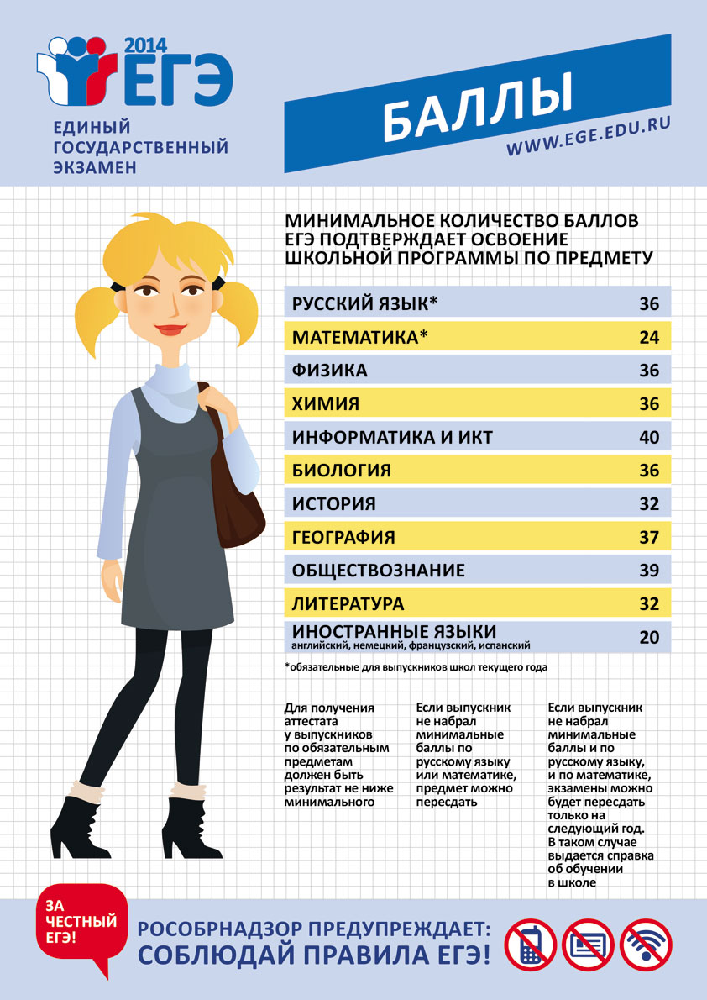 2014
ЕГЭ
ЕДИНЫЙ
ГОСУДАРСТВЕННЫЙ
ЭКЗАМЕН
БАЛЛЫ
WWW.EGE.EDU.RU
МИНИМАЛЬНОЕ КОЛИЧЕСТВО БАЛЛОВ
ЕГЭ ПОДТВЕРЖДАЕТ ОСВОЕНИЕ
ШКОЛЬНОЙ ПРОГРАММЫ ПО ПРЕДМЕТУ
РУССКИЙ ЯЗЫК* 36
МАТЕМАТИКА* 24
ФИЗИКА 36
ХИМИЯ 36
ИНФОРМАТИКА И ИКТ 40
БИОЛОГИЯ 36
ИСТОРИЯ 32
ГЕОГРАФИЯ 37
ОБЩЕСТВОЗНАНИЕ 39
ЛИТЕРАТУРА 32
ИНОСТРАННЫЕ ЯЗЫКИ 20
английский, немецкий, французский, испанский
*обязательные для выпускников школ текущего года
Для получения
аттестата
у выпускников
по обязательным
предметам
должен быть
результат не ниже
минимального
Если выпускник
не набрал
минимальные
баллы по
русскому языку
или математике,
предмет можно
пересдать
Если выпускник
не набрал
минимальные
баллы и по
русскому языку,
и по математике,
экзамены можно
будет пересдать
только на
следующий год.
В таком случае
выдается справка
об обучении
в школе
ЗА
ЧЕСТНЫЙ
ЕГЭ!
РОСОБРНАДЗОР ПРЕДУПРЕЖДАЕТ:
СОБЛЮДАЙ ПРАВИЛА ЕГЭ!